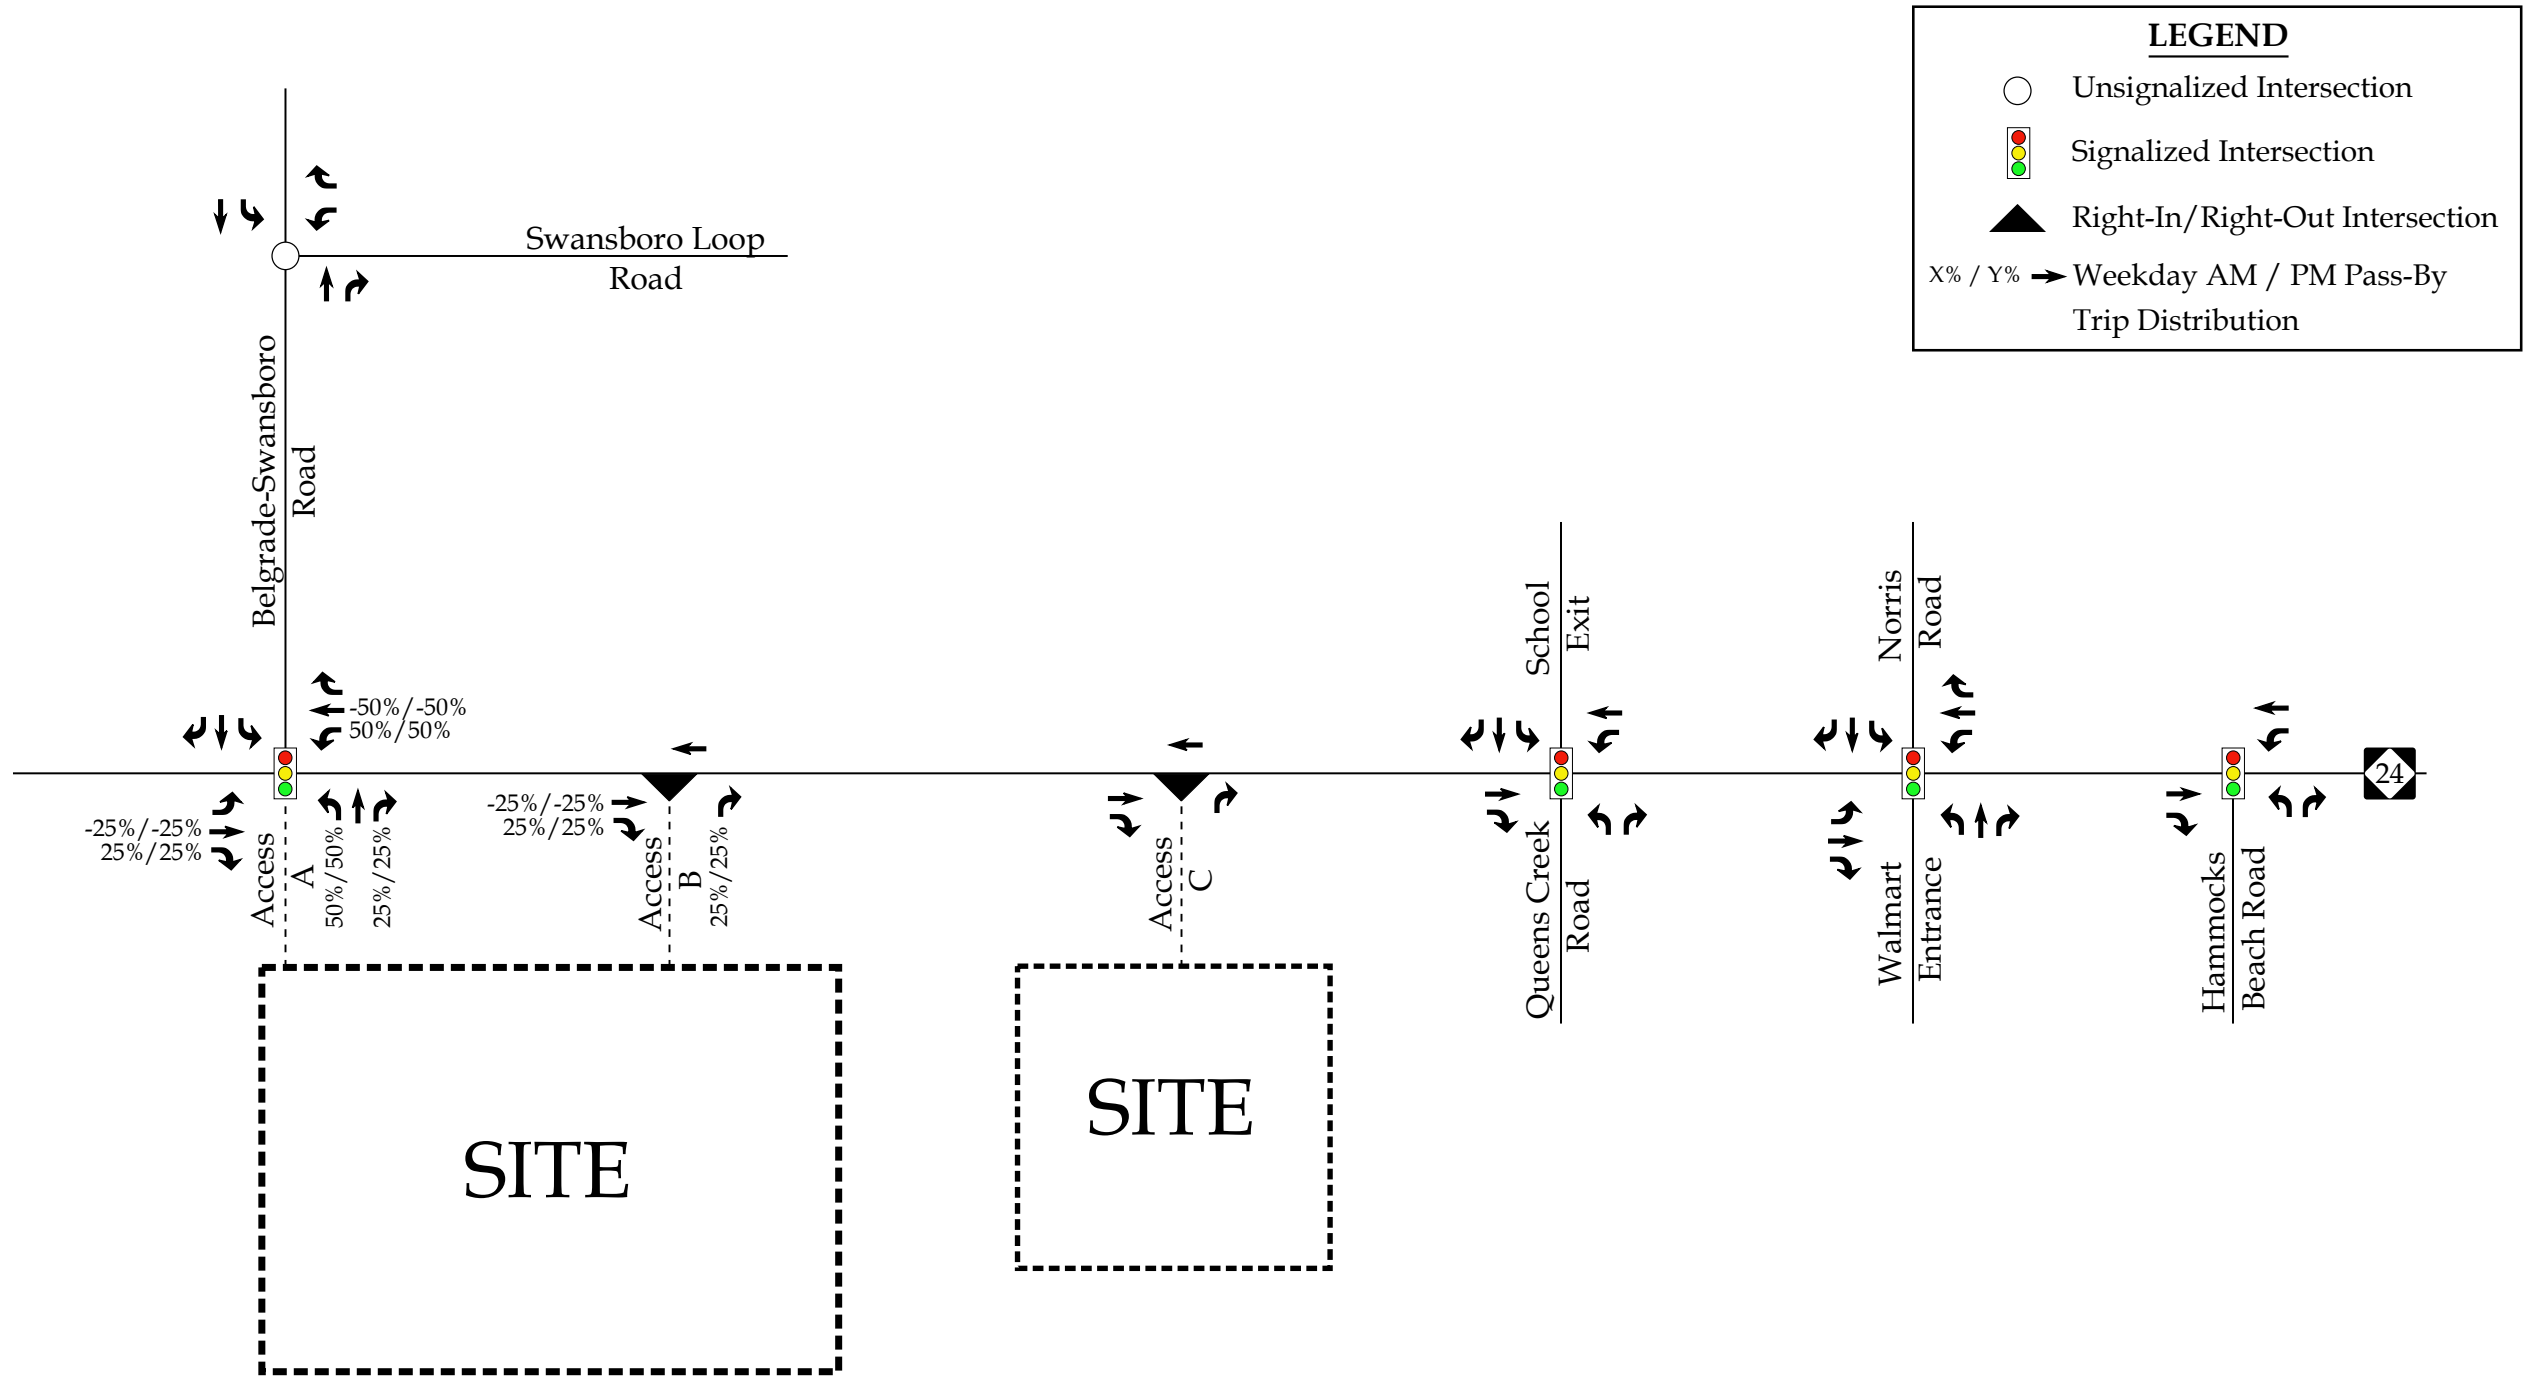 LEGEND
Unsignalized Intersection
Signalized Intersection
Right-In/Right-Out Intersection
X% / Y%
Weekday AM / PM Pass-By
Trip Distribution
Swansboro Loop
Road
Belgrade-Swansboro
Road
-50%/-50%
50%/50%
-25%/-25%
25%/25%
Access
A
50%/50%
25%/25%
-25%/-25%
25%/25%
Access
B
25%/25%
Access
C
School
Exit
Queens Creek
Road
Norris
Road
Walmart
Entrance
Hammocks
Beach Road
24
SITE
SITE